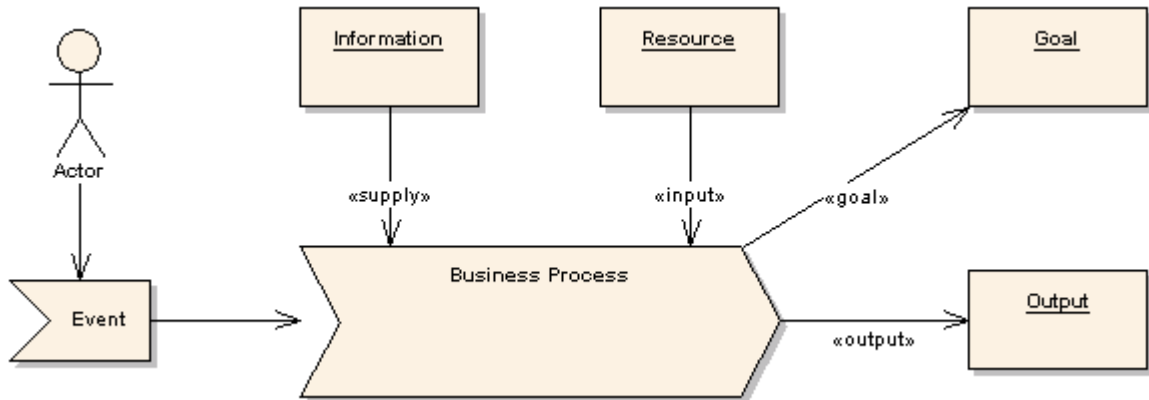 Information
Resource
Goal
Actor
«supply»
«input»
«goal»
Business Process
Event
Output
«output»